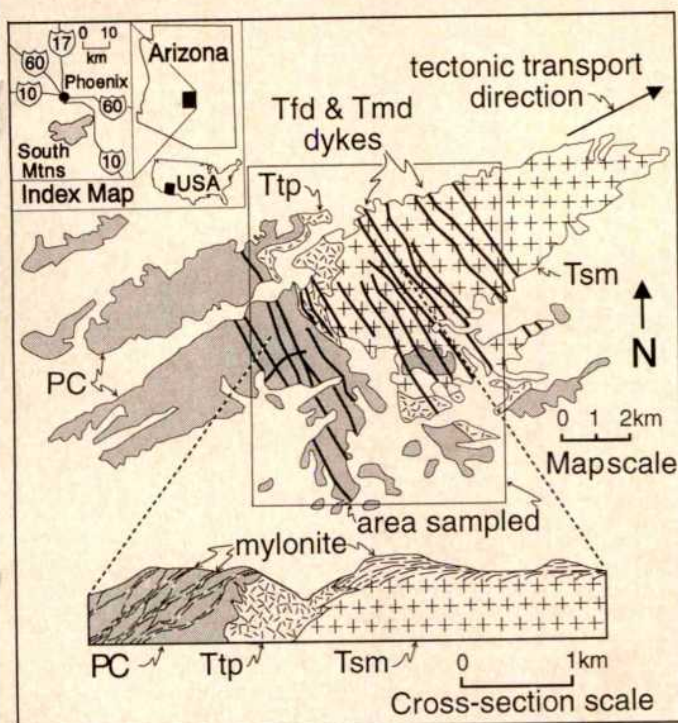 17
0 10
km
60
Phoenix
10
60
South
Mtns
10
Index Map
Arizona
USA
tectonic transport
direction
Tfd & Tmd
dykes
Ttp
Tsm
PC
N
0 1 2km
Map scale
area sampled
mylonite
PC
Ttp
Tsm
0 1km
Cross-section scale